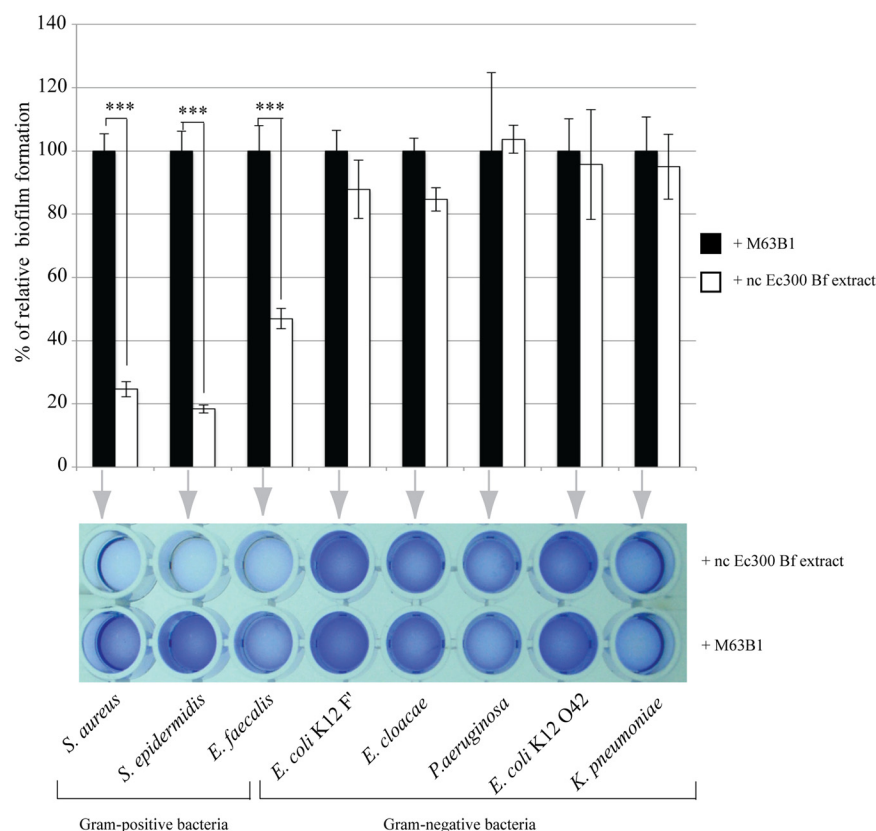 % of relative biofilm formation
140
120
100
80
60
40
20
0
***
***
***
+ M63B1
+ nc Ec300 Bf extract
+ nc Ec300 Bf extract
+ M63B1
S. aureus
S. epidermidis
E. faecalis
E. coli K12 F'
E. cloacae
P.aeruginosa
E. coli K12 O42
K. pneumoniae
Gram-positive bacteria
Gram-negative bacteria